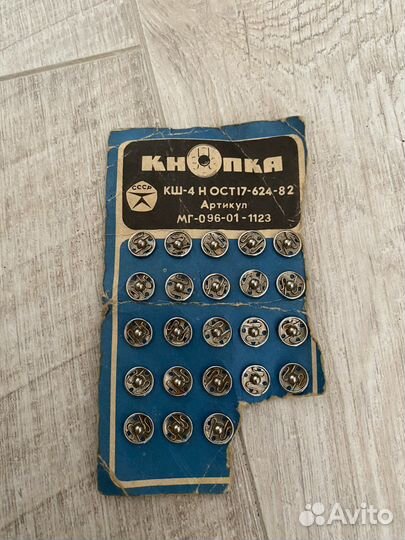 КНОПКА
СССР
КШ-4 Н ОСТ17-624-82
Артикул
МГ-096-01-1123
Avito